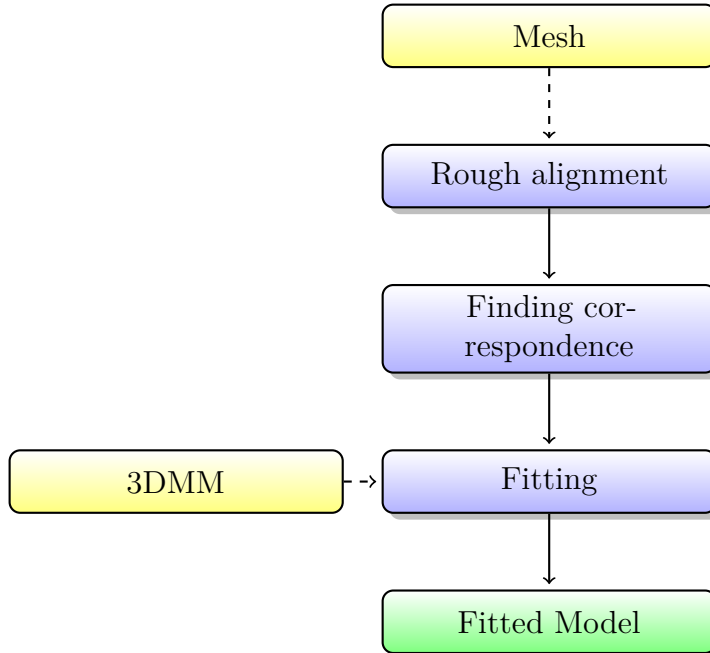 Mesh
Rough alignment
Finding cor-
respondence
3DMM
Fitting
Fitted Model